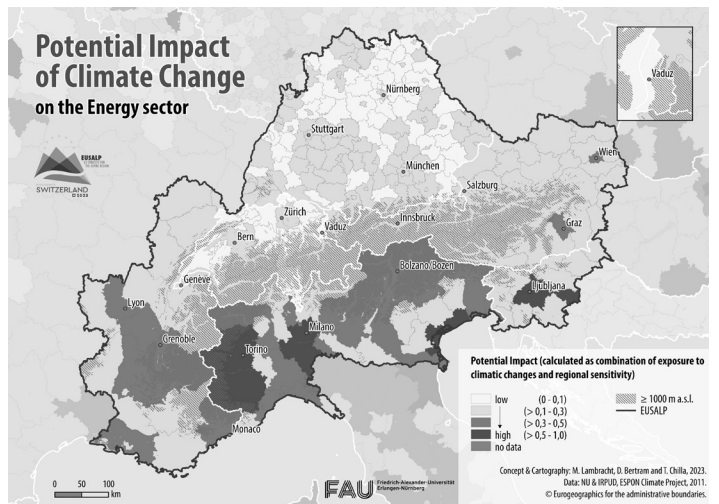 Potential Impact
of Climate Change
on the Energy sector
EUSALP
SWITZERLAND
Vaduz
Nürnberg
Stuttgart
Wien
München
Salzburg
Zürich
Innsbruck
Vaduz
Graz
Bern
Bolzano/Bozen
Genève
Ljubljana
Lyon
Milano
Grenoble
Torino
Monaco
Potential Impact (calculated as combination of exposure to
climatic changes and regional sensitivity)
low (0 - 0,1)
(> 0,1 - 0,3)
(> 0,3 - 0,5)
high (> 0,5 - 1,0)
no data
≥ 1000 m a.s.l.
EUSALP
0 50 100
km
FAU Friedrich-Alexander-Universität
Erlangen-Nürnberg
Concept & Cartography: M. Lambracht, D. Bertram and T. Chilla, 2023.
Data: NU & IRPUD, ESPON Climate Project, 2011.
© Eurogeographics for the administrative boundaries.